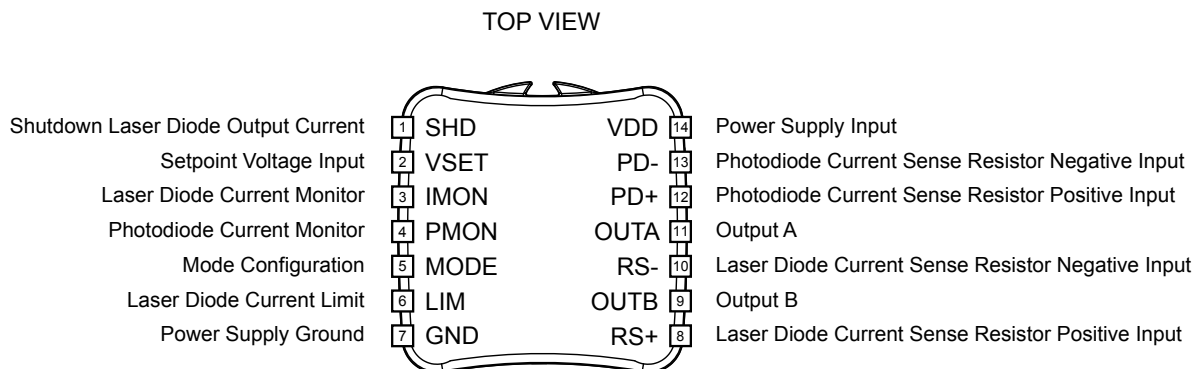 TOP VIEW
Shutdown Laser Diode Output Current 1 SHD VDD 14 Power Supply Input
Setpoint Voltage Input 2 VSET PD- 13 Photodiode Current Sense Resistor Negative Input
Laser Diode Current Monitor 3 IMON PD+ 12 Photodiode Current Sense Resistor Positive Input
Photodiode Current Monitor 4 PMON OUTA 11 Output A
Mode Configuration 5 MODE RS- 10 Laser Diode Current Sense Resistor Negative Input
Laser Diode Current Limit 6 LIM OUTB 9 Output B
Power Supply Ground 7 GND RS+ 8 Laser Diode Current Sense Resistor Positive Input